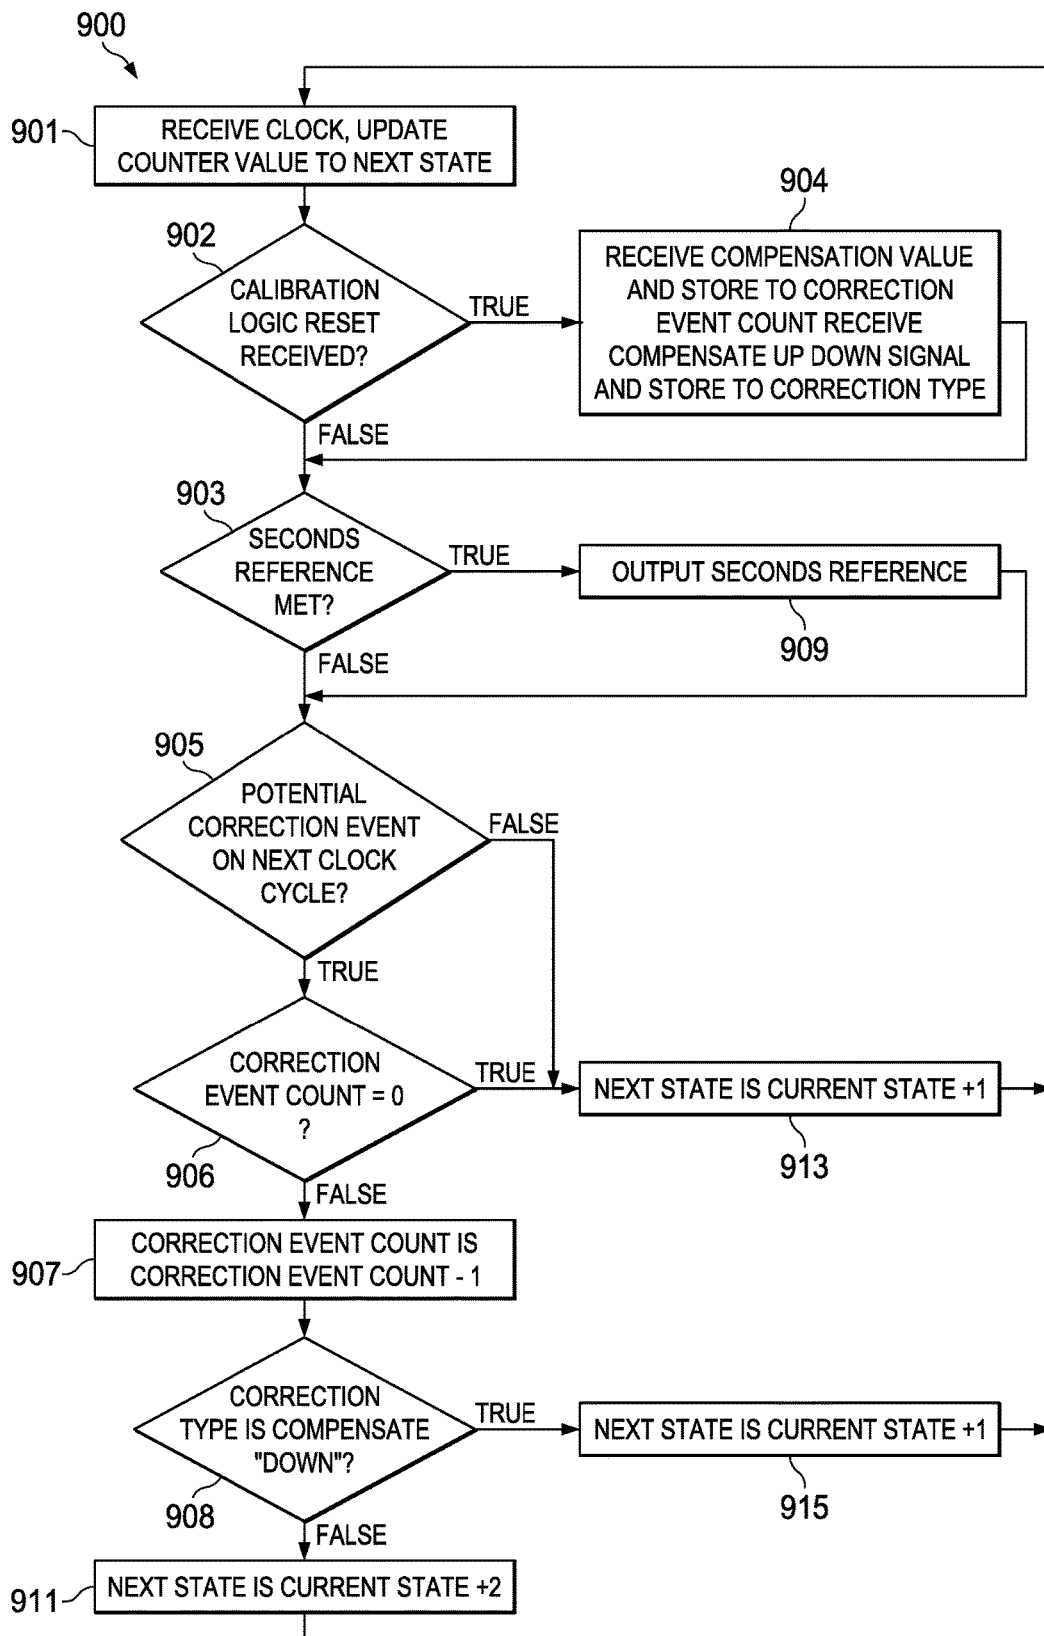 900
901
RECEIVE CLOCK, UPDATE
COUNTER VALUE TO NEXT STATE
902
CALIBRATION
LOGIC RESET
RECEIVED?
TRUE
FALSE
904
RECEIVE COMPENSATION VALUE
AND STORE TO CORRECTION
EVENT COUNT RECEIVE
COMPENSATE UP DOWN SIGNAL
AND STORE TO CORRECTION TYPE
903
SECONDS
REFERENCE
MET?
TRUE
FALSE
OUTPUT SECONDS REFERENCE
909
905
POTENTIAL
CORRECTION EVENT
ON NEXT CLOCK
CYCLE?
FALSE
TRUE
CORRECTION
EVENT COUNT = 0
?
906
TRUE
FALSE
NEXT STATE IS CURRENT STATE +1
913
907
CORRECTION EVENT COUNT IS
CORRECTION EVENT COUNT - 1
CORRECTION
TYPE IS COMPENSATE
"DOWN"?
908
TRUE
FALSE
NEXT STATE IS CURRENT STATE +1
915
911
NEXT STATE IS CURRENT STATE +2